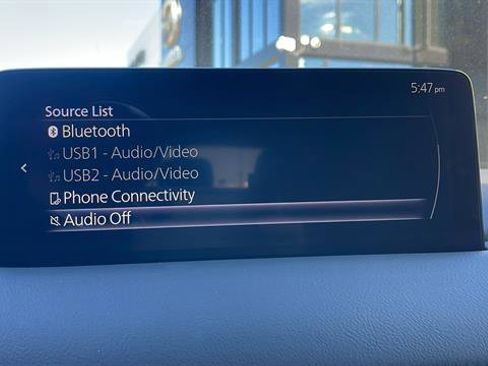 5:47 pm
Source List
Bluetooth
USB1 - Audio/Video
USB2 - Audio/Video
Phone Connectivity
Audio Off